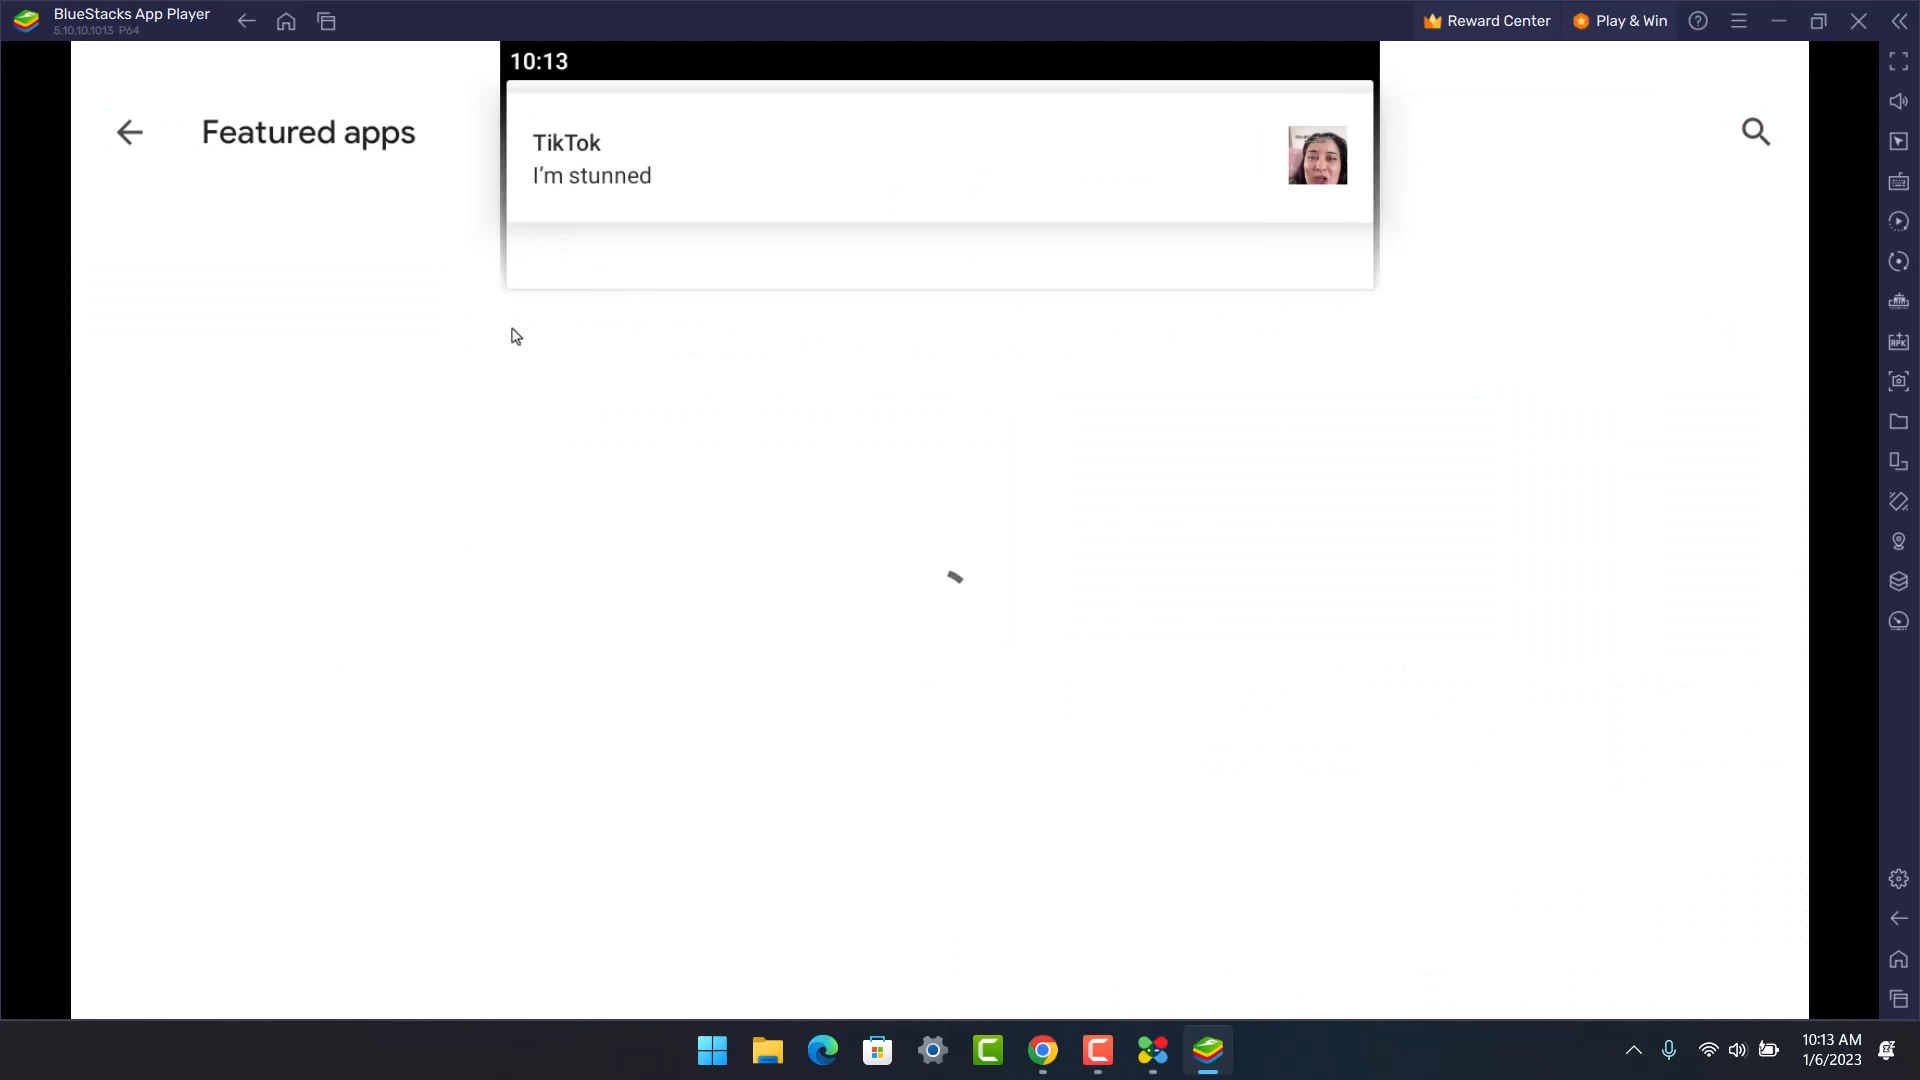 BlueStacks App Player
5.10.10.1013 P64
Reward Center
Play & Win
10:13
Featured apps
TikTok
I’m stunned
10:13 AM
1/6/2023